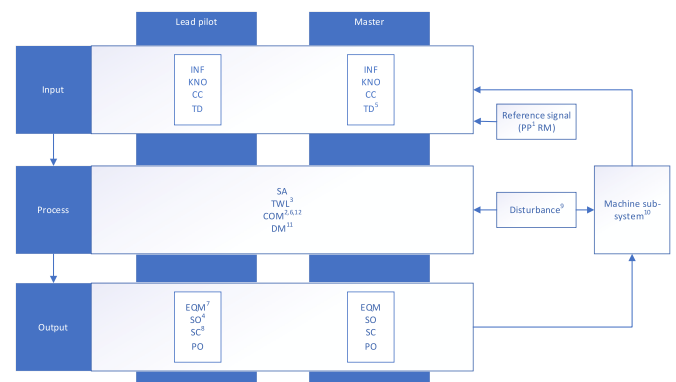 Lead pilot
Master
Input
INF
KNO
CC
TD
INF
KNO
CC
TD⁵
Reference signal
(PP¹ RM)
Process
SA
TWL³
COM²,⁶,¹²
DM¹¹
Disturbance⁹
Machine sub-
system¹⁰
Output
EQM⁷
SO⁴
SC⁸
PO
EQM
SO
SC
PO